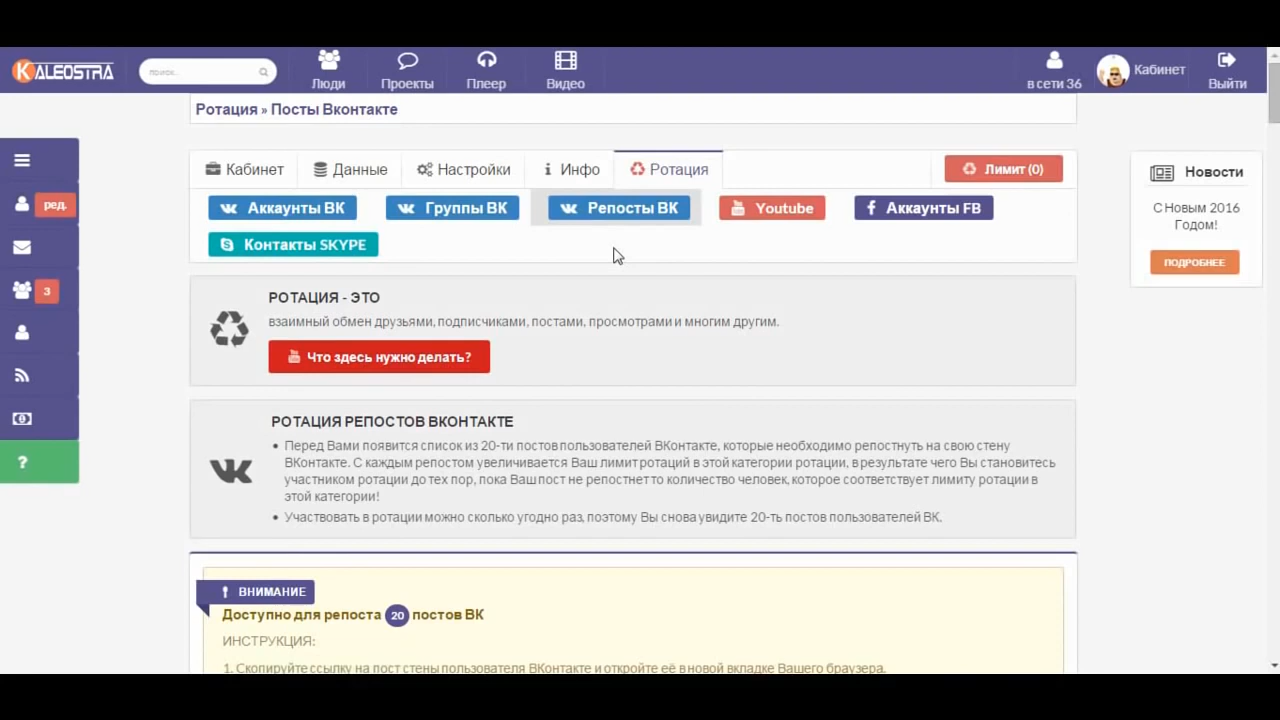 KALEOSTRA
поиск...
Люди
Проекты
Плеер
Видео
в сети 36
Кабинет
Выйти
Ротация » Посты Вконтакте
Кабинет
Данные
Настройки
Инфо
Ротация
Лимит (0)
Аккаунты ВК
Группы ВК
Репосты ВК
Youtube
Аккаунты FB
Контакты SKYPE
ред.
3
?
Новости
С Новым 2016
Годом!
ПОДРОБНЕЕ
РОТАЦИЯ - ЭТО
взаимный обмен друзьями, подписчиками, постами, просмотрами и многим другим.
Что здесь нужно делать?
РОТАЦИЯ РЕПОСТОВ ВКОНТАКТЕ
• Перед Вами появится список из 20-ти постов пользователей ВКонтакте, которые необходимо репостнуть на свою стену
ВКонтакте. С каждым репостом увеличивается Ваш лимит ротаций в этой категории ротации, в результате чего Вы становитесь
участником ротации до тех пор, пока Ваш пост не репостнет то количество человек, которое соответствует лимиту ротации в
этой категории!
• Участвовать в ротации можно сколько угодно раз, поэтому Вы снова увидите 20-ть постов пользователей ВК.
ВНИМАНИЕ
Доступно для репоста 20 постов ВК
ИНСТРУКЦИЯ:
1. Скопируйте ссылку на пост стены пользователя ВКонтакте и откройте её в новой вкладке Вашего браузера.